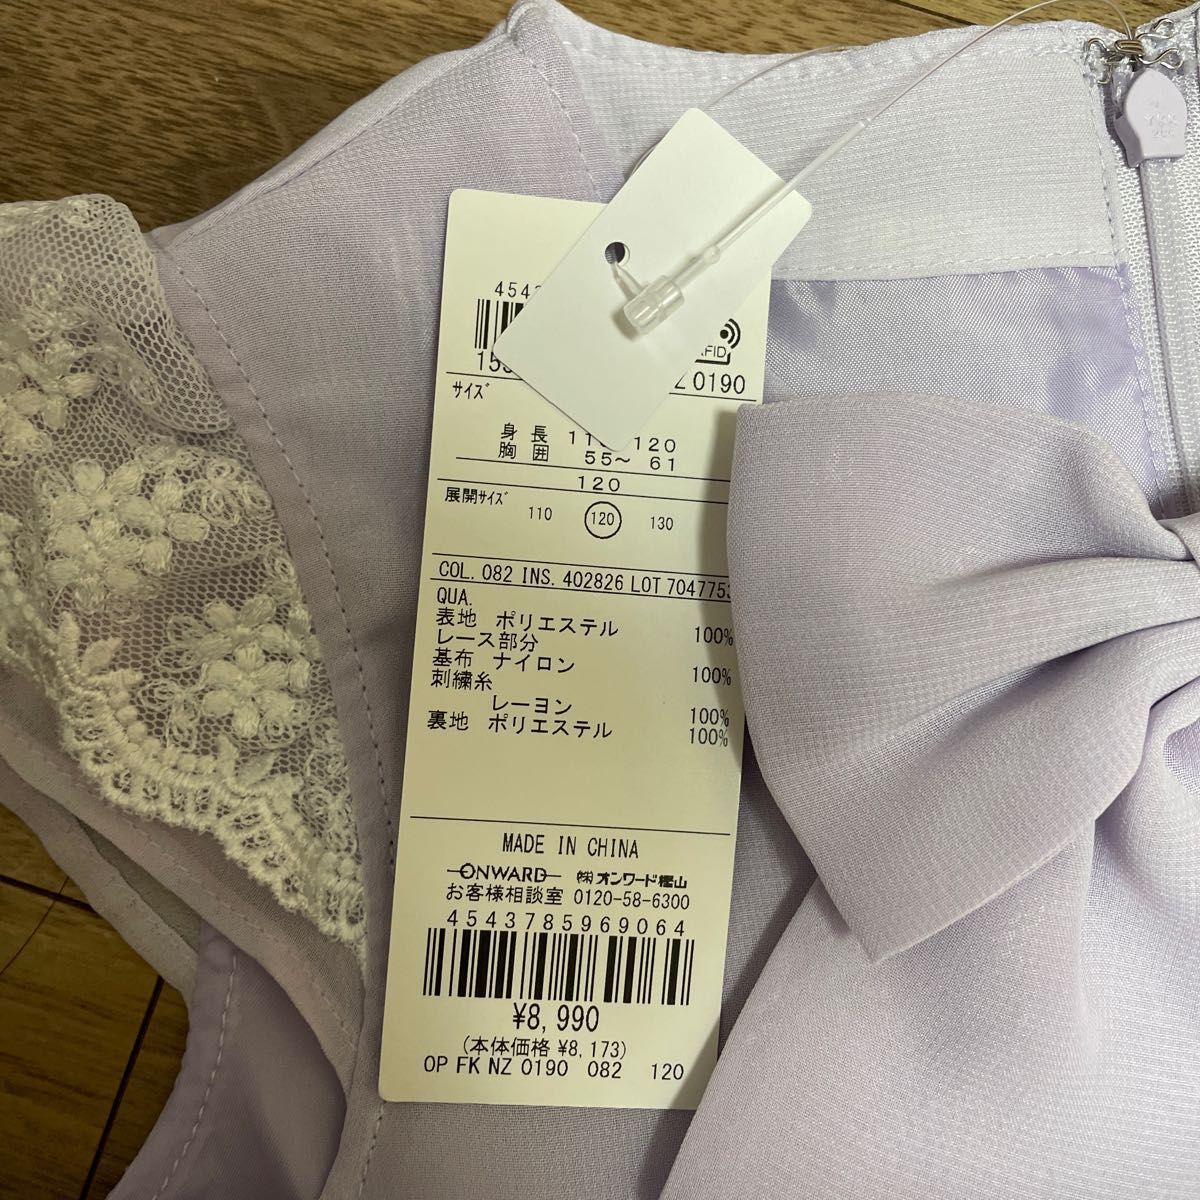 RFID
0190
サイズ
身長 120
胸囲 55~ 61
120
展開サイズ
110 120 130
COL. 082 INS. 402826 LOT 7047753
QUA.
表地 ポリエステル 100%
レース部分
基布 ナイロン 100%
刺繍糸
レーヨン 100%
裏地 ポリエステル 100%
MADE IN CHINA
ONWARD ㈱オンワード樫山
お客様相談室 0120-58-6300
4543785969064
¥8,990
(本体価格 ¥8,173)
OP FK NZ 0190 082 120